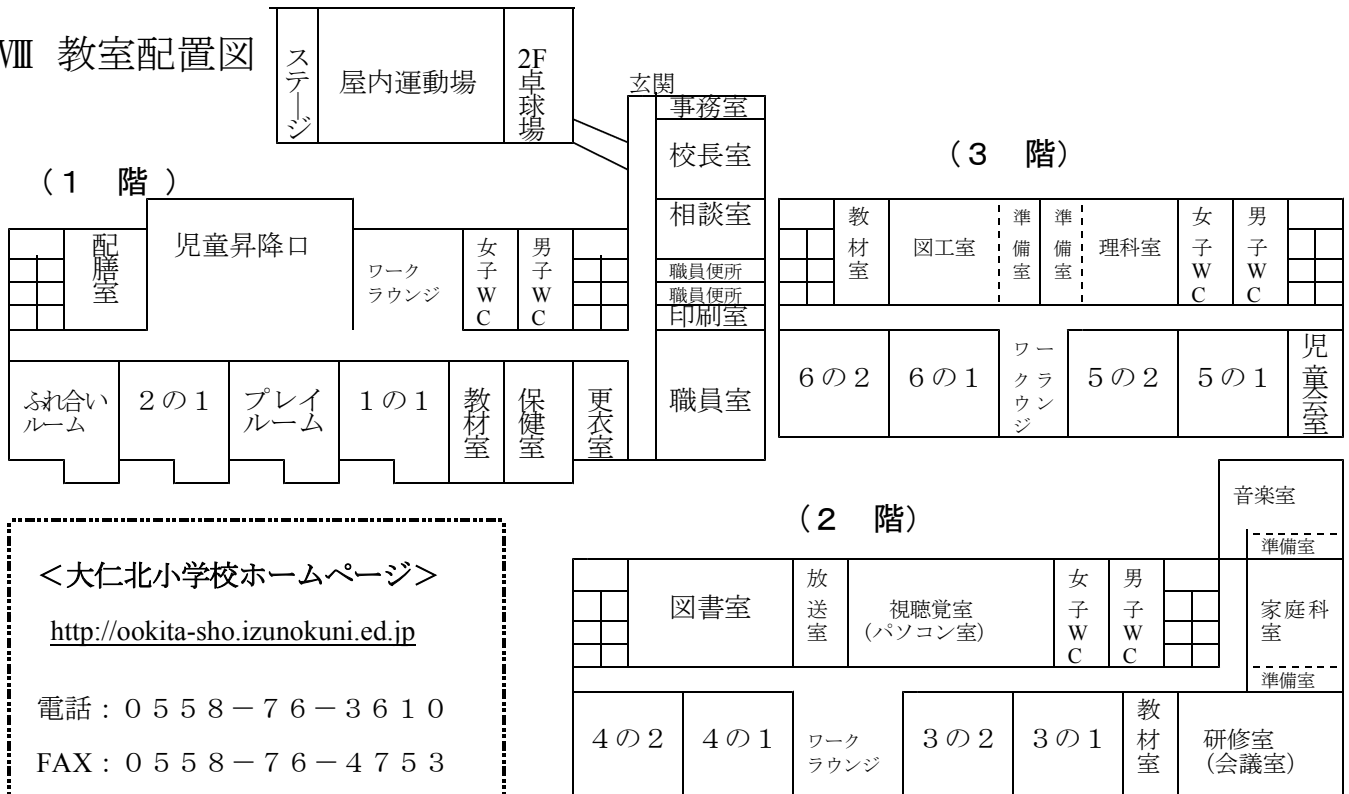 Ⅷ 教室配置図
ステージ
屋内運動場
2F卓球場
玄関
事務室
校長室
相談室
職員便所
職員便所
印刷室
職員室
(1 階)
配膳室
児童昇降口
ワーク
ラウンジ
女子WC
男子WC
ふれ合い
ルーム
2の1
プレイ
ルーム
1の1
教材室
保健室
更衣室
(3 階)
教材室
図工室
準備室
準備室
理科室
女子WC
男子WC
6の2
6の1
ワークラウンジ
5の2
5の1
児童会室
(2 階)
音楽室
準備室
図書室
放送室
視聴覚室
(パソコン室)
女子WC
男子WC
家庭科
室
準備室
4の2
4の1
ワーク
ラウンジ
3の2
3の1
教材室
研修室
(会議室)
<大仁北小学校ホームページ>
http://ookita-sho.izunokuni.ed.jp
電話:0558-76-3610
FAX:0558-76-4753